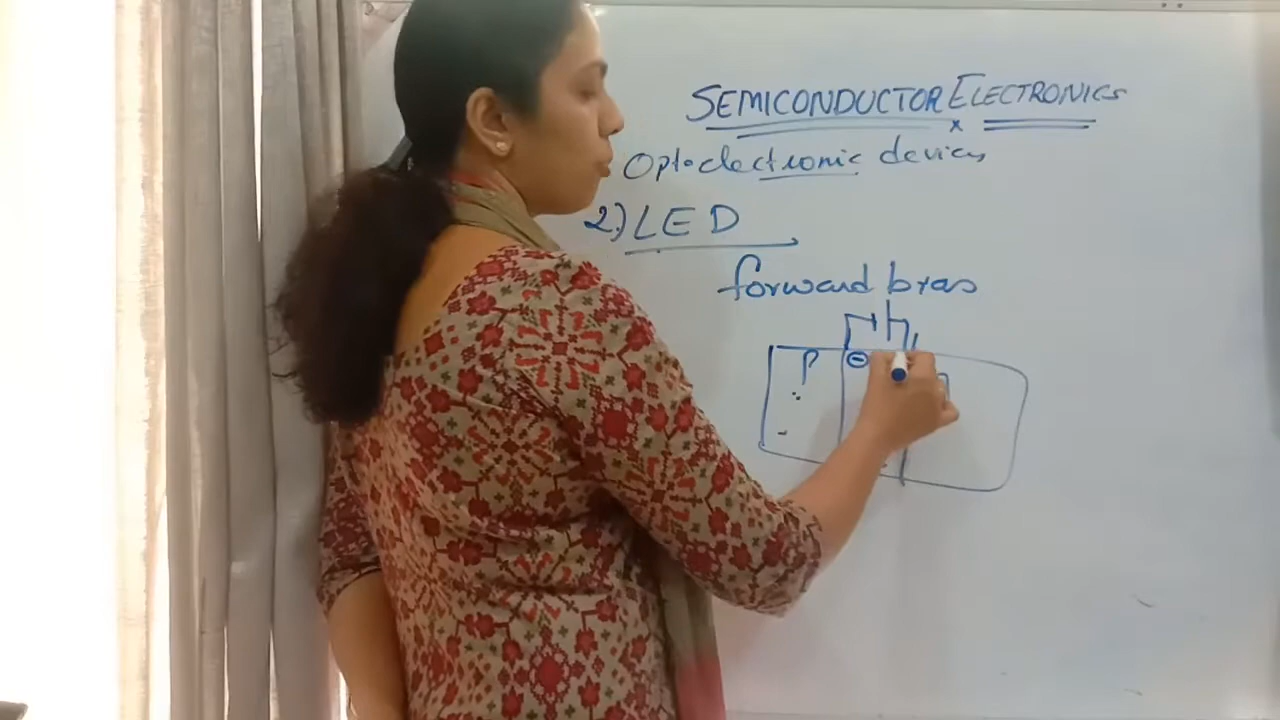 SEMICONDUCTOR ELECTRONICS
Optoelectronic devices
2.) LED
forward bias
P